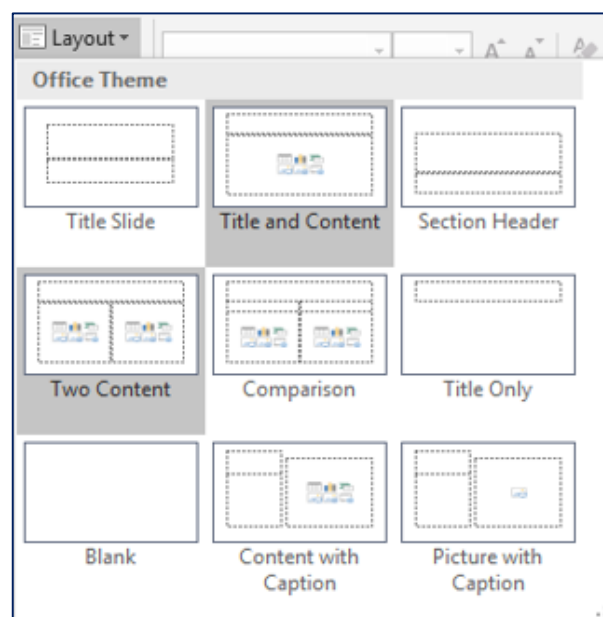 Layout
A A A
Office Theme
Title Slide
Title and Content
Section Header
Two Content
Comparison
Title Only
Blank
Content with
Caption
Picture with
Caption